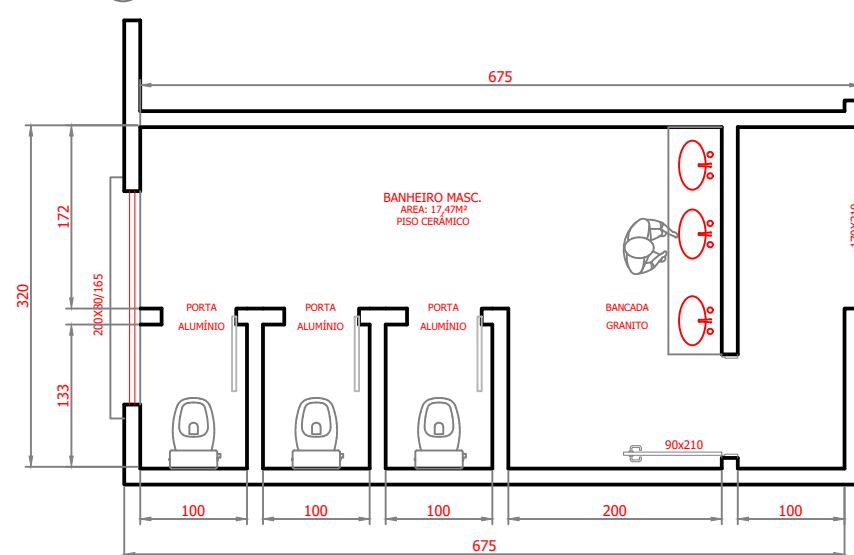 675
BANHEIRO MASC.
AREA: 17,47M²
PISO CERÂMICO
172
320
200X80/165
PORTA
ALUMÍNIO
PORTA
ALUMÍNIO
PORTA
ALUMÍNIO
BANCADA
GRANITO
133
90x210
100
100
100
200
100
675